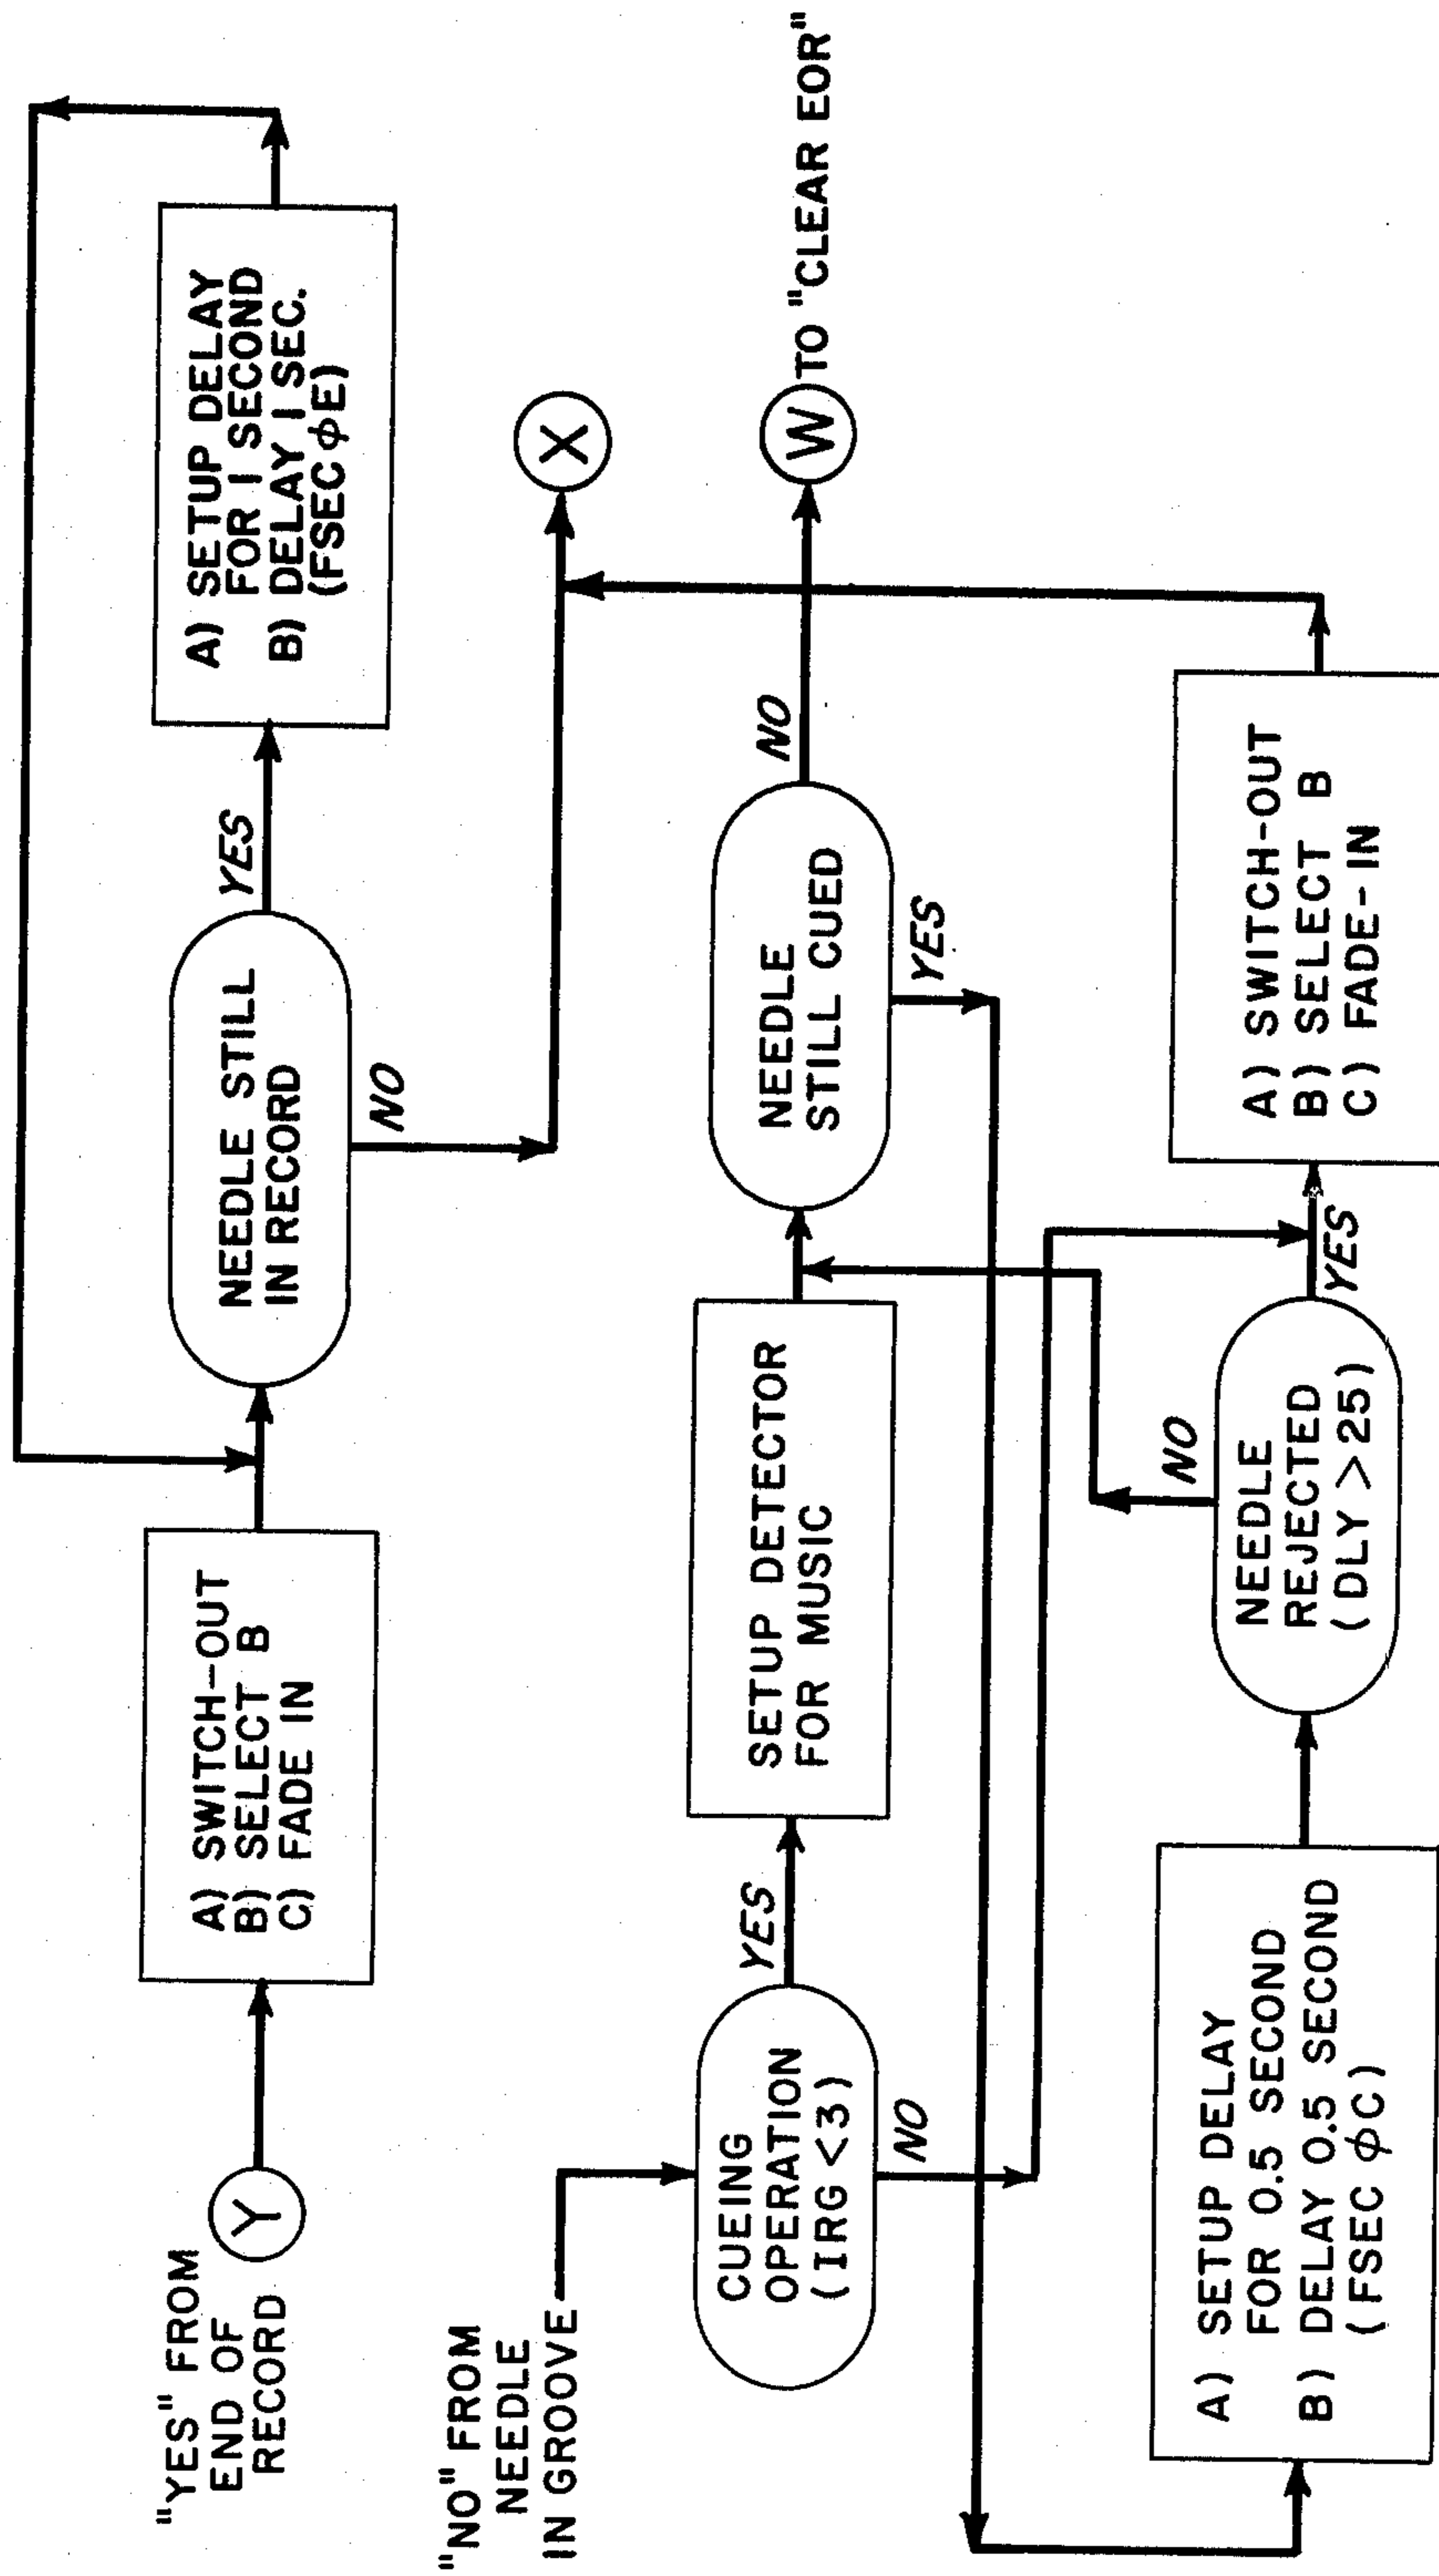 "YES" FROM
END OF
RECORD
Y
A) SWITCH-OUT
B) SELECT B
C) FADE IN
NEEDLE STILL
IN RECORD
YES
NO
A) SETUP DELAY
FOR 1 SECOND
B) DELAY 1 SEC.
(FSECϕE)
X
"NO" FROM
NEEDLE
IN GROOVE
CUEING
OPERATION
(IRG <3)
YES
NO
SETUP DETECTOR
FOR MUSIC
NEEDLE
STILL CUED
NO
YES
W
TO "CLEAR EOR"
A) SETUP DELAY
FOR 0.5 SECOND
B) DELAY 0.5 SECOND
(FSEC ϕC)
NEEDLE
REJECTED
(DLY >25)
NO
YES
A) SWITCH-OUT
B) SELECT B
C) FADE-IN